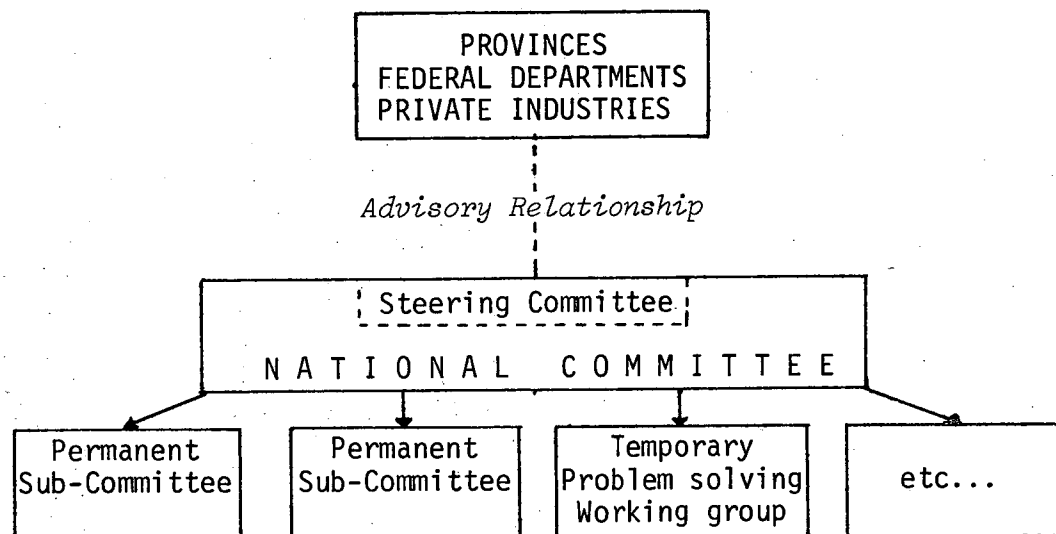 PROVINCES
FEDERAL DEPARTMENTS
PRIVATE INDUSTRIES
Advisory Relationship
Steering Committee
NATIONAL COMMITTEE
Permanent
Sub-Committee
Permanent
Sub-Committee
Temporary
Problem solving
Working group
etc...